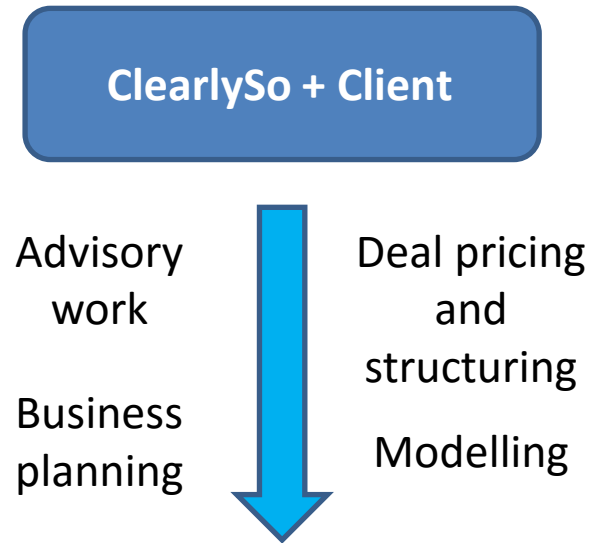 ClearlySo + Client
Advisory
work
Business
planning
Deal pricing
and
structuring
Modelling